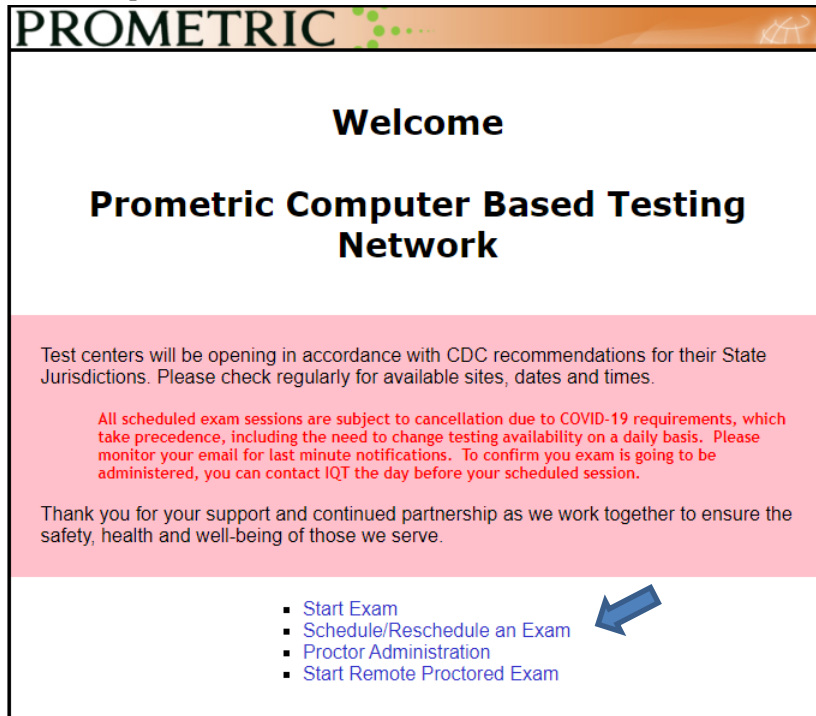 PROMETRIC
Welcome
Prometric Computer Based Testing
Network
Test centers will be opening in accordance with CDC recommendations for their State
Jurisdictions. Please check regularly for available sites, dates and times.
All scheduled exam sessions are subject to cancellation due to COVID-19 requirements, which
take precedence, including the need to change testing availability on a daily basis. Please
monitor your email for last minute notifications. To confirm you exam is going to be
administered, you can contact IQT the day before your scheduled session.
Thank you for your support and continued partnership as we work together to ensure the
safety, health and well-being of those we serve.
Start Exam
Schedule/Reschedule an Exam
Proctor Administration
Start Remote Proctored Exam